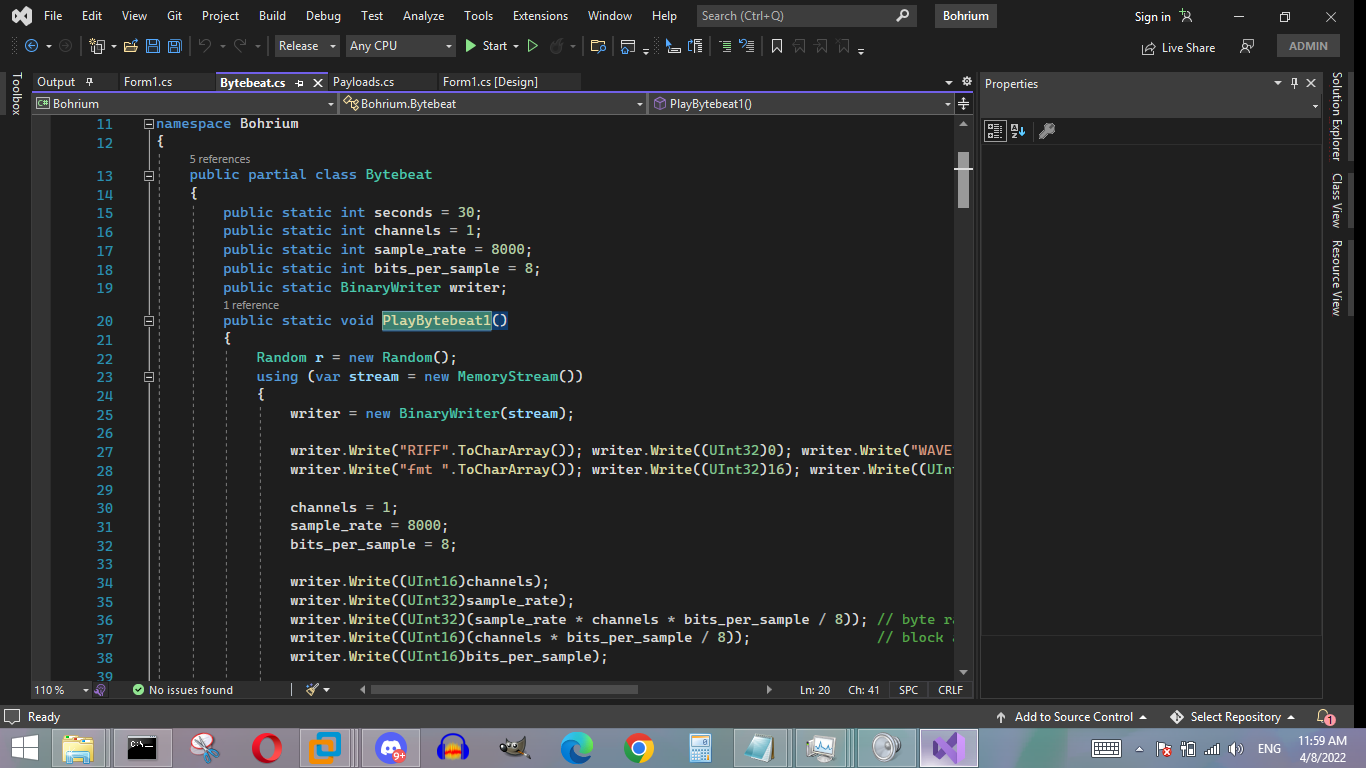 File Edit View Git Project Build Debug Test Analyze Tools Extensions Window Help Search (Ctrl+Q) Bohrium Sign in
Release Any CPU Start Live Share ADMIN
Toolbox
Output Form1.cs Bytebeat.cs Payloads.cs Form1.cs [Design]
Bohrium Bohrium.Bytebeat PlayBytebeat1()
11 namespace Bohrium
12 {
5 references
13 public partial class Bytebeat
14 {
15 public static int seconds = 30;
16 public static int channels = 1;
17 public static int sample_rate = 8000;
18 public static int bits_per_sample = 8;
19 public static BinaryWriter writer;
1 reference
20 public static void PlayBytebeat1()
21 {
22 Random r = new Random();
23 using (var stream = new MemoryStream())
24 {
25 writer = new BinaryWriter(stream);
26
27 writer.Write("RIFF".ToCharArray()); writer.Write((UInt32)0); writer.Write("WAVE
28 writer.Write("fmt ".ToCharArray()); writer.Write((UInt32)16); writer.Write((UIn
29
30 channels = 1;
31 sample_rate = 8000;
32 bits_per_sample = 8;
33
34 writer.Write((UInt16)channels);
35 writer.Write((UInt32)sample_rate);
36 writer.Write((UInt32)(sample_rate * channels * bits_per_sample / 8)); // byte r
37 writer.Write((UInt16)(channels * bits_per_sample / 8)); // block
38 writer.Write((UInt16)bits_per_sample);
39
110 % No issues found Ln: 20 Ch: 41 SPC CRLF
Properties
Solution Explorer
Class View
Resource View
Ready Add to Source Control Select Repository 1
C:\. 9+ ENG 11:59 AM
4/8/2022